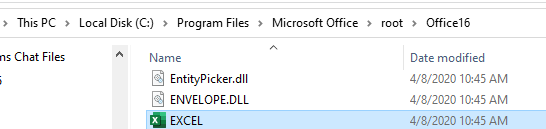 This PC > Local Disk (C:) > Program Files > Microsoft Office > root > Office16
Name Date modified
ms Chat Files
EntityPicker.dll 4/8/2020 10:45 AM
ENVELOPE.DLL 4/8/2020 10:45 AM
EXCEL 4/8/2020 10:45 AM